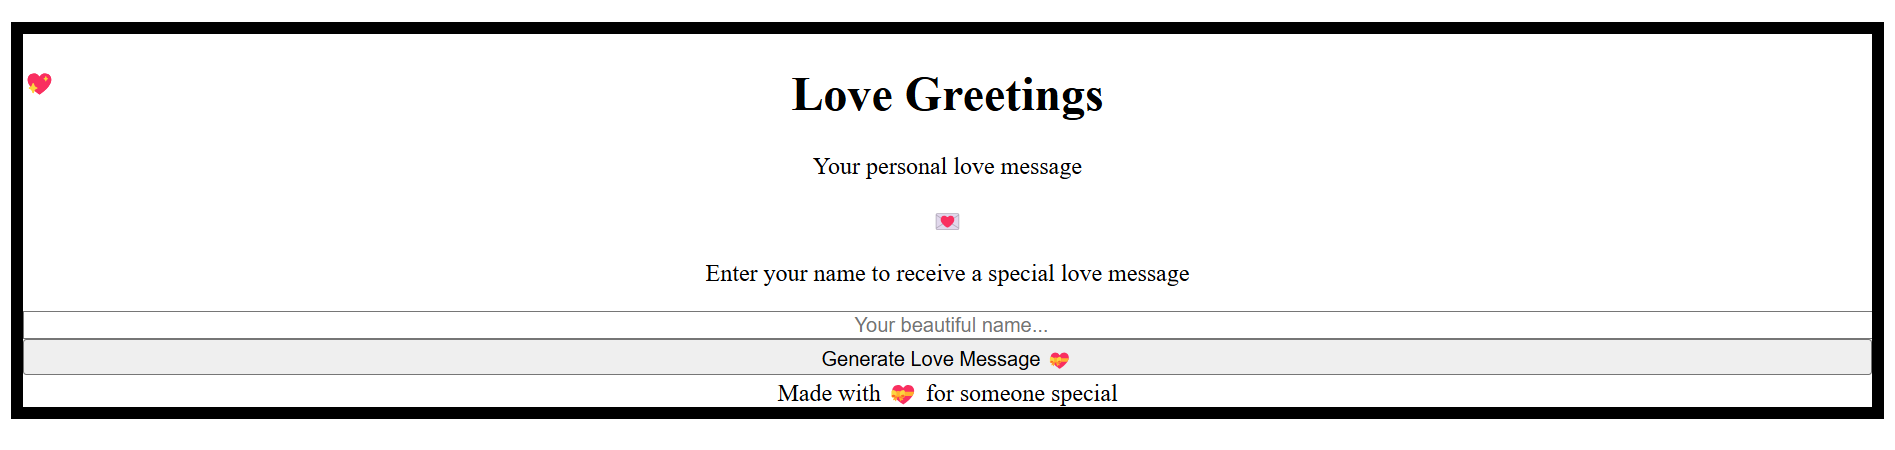 💖
Love Greetings
Your personal love message
💌
Enter your name to receive a special love message
Your beautiful name...
Generate Love Message 💝
Made with 💝 for someone special